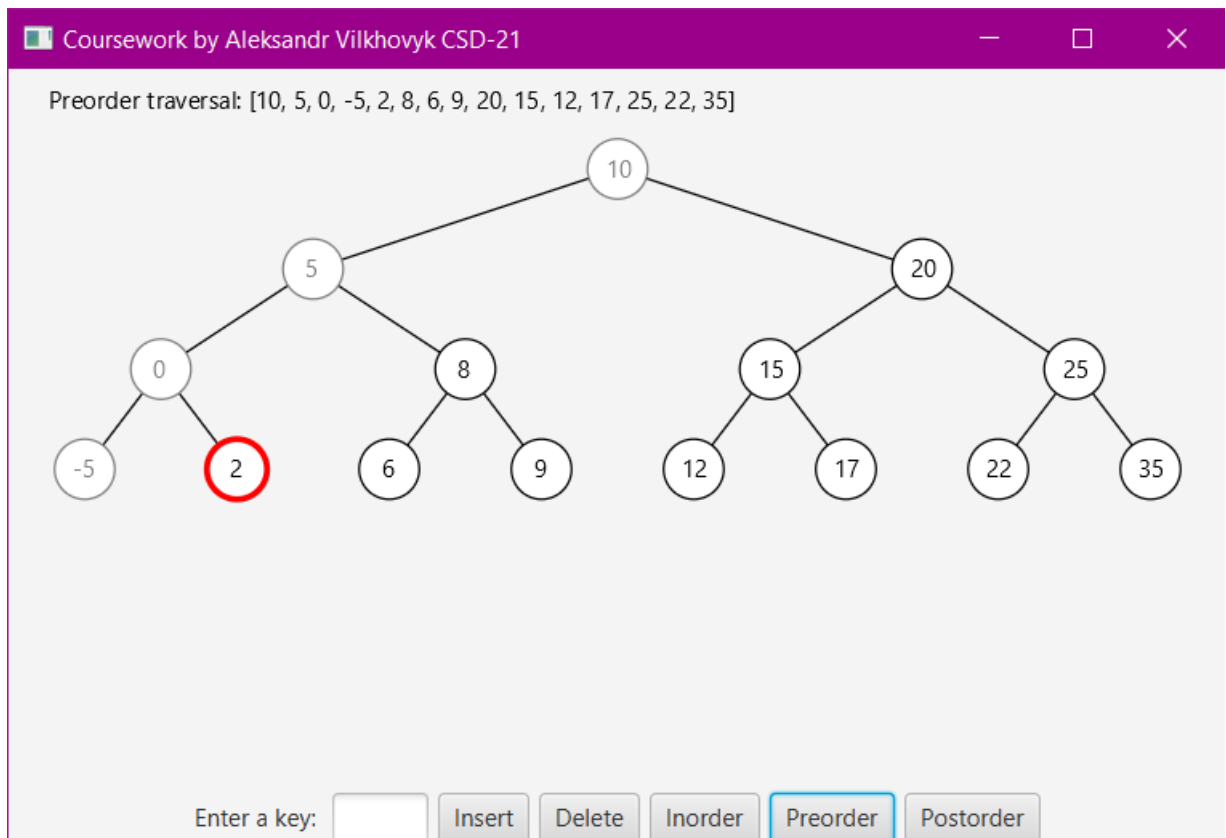 Coursework by Aleksandr Vilkhovyk CSD-21
Preorder traversal: [10, 5, 0, -5, 2, 8, 6, 9, 20, 15, 12, 17, 25, 22, 35]
10
5 20
0 8 15 25
-5 2 6 9 12 17 22 35
Enter a key: Insert Delete Inorder Preorder Postorder